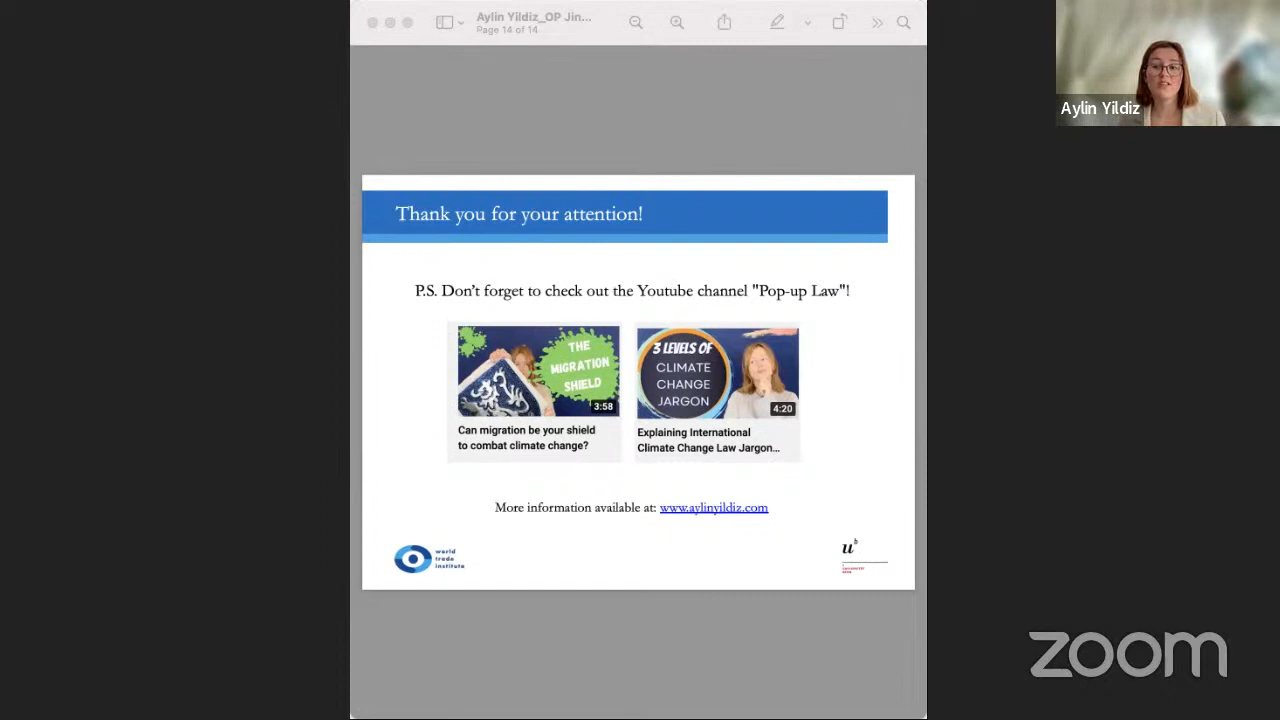 Aylin Yildiz_OP Jin...
Page 14 of 14
Aylin Yildiz
Thank you for your attention!
P.S. Don't forget to check out the Youtube channel "Pop-up Law"!
THE
MIGRATION
SHIELD
3:58
3 LEVELS OF
CLIMATE
CHANGE
JARGON
4:20
Can migration be your shield
to combat climate change?
Explaining International
Climate Change Law Jargon...
More information available at: www.aylinyildiz.com
world
trade
institute
u
b
zoom